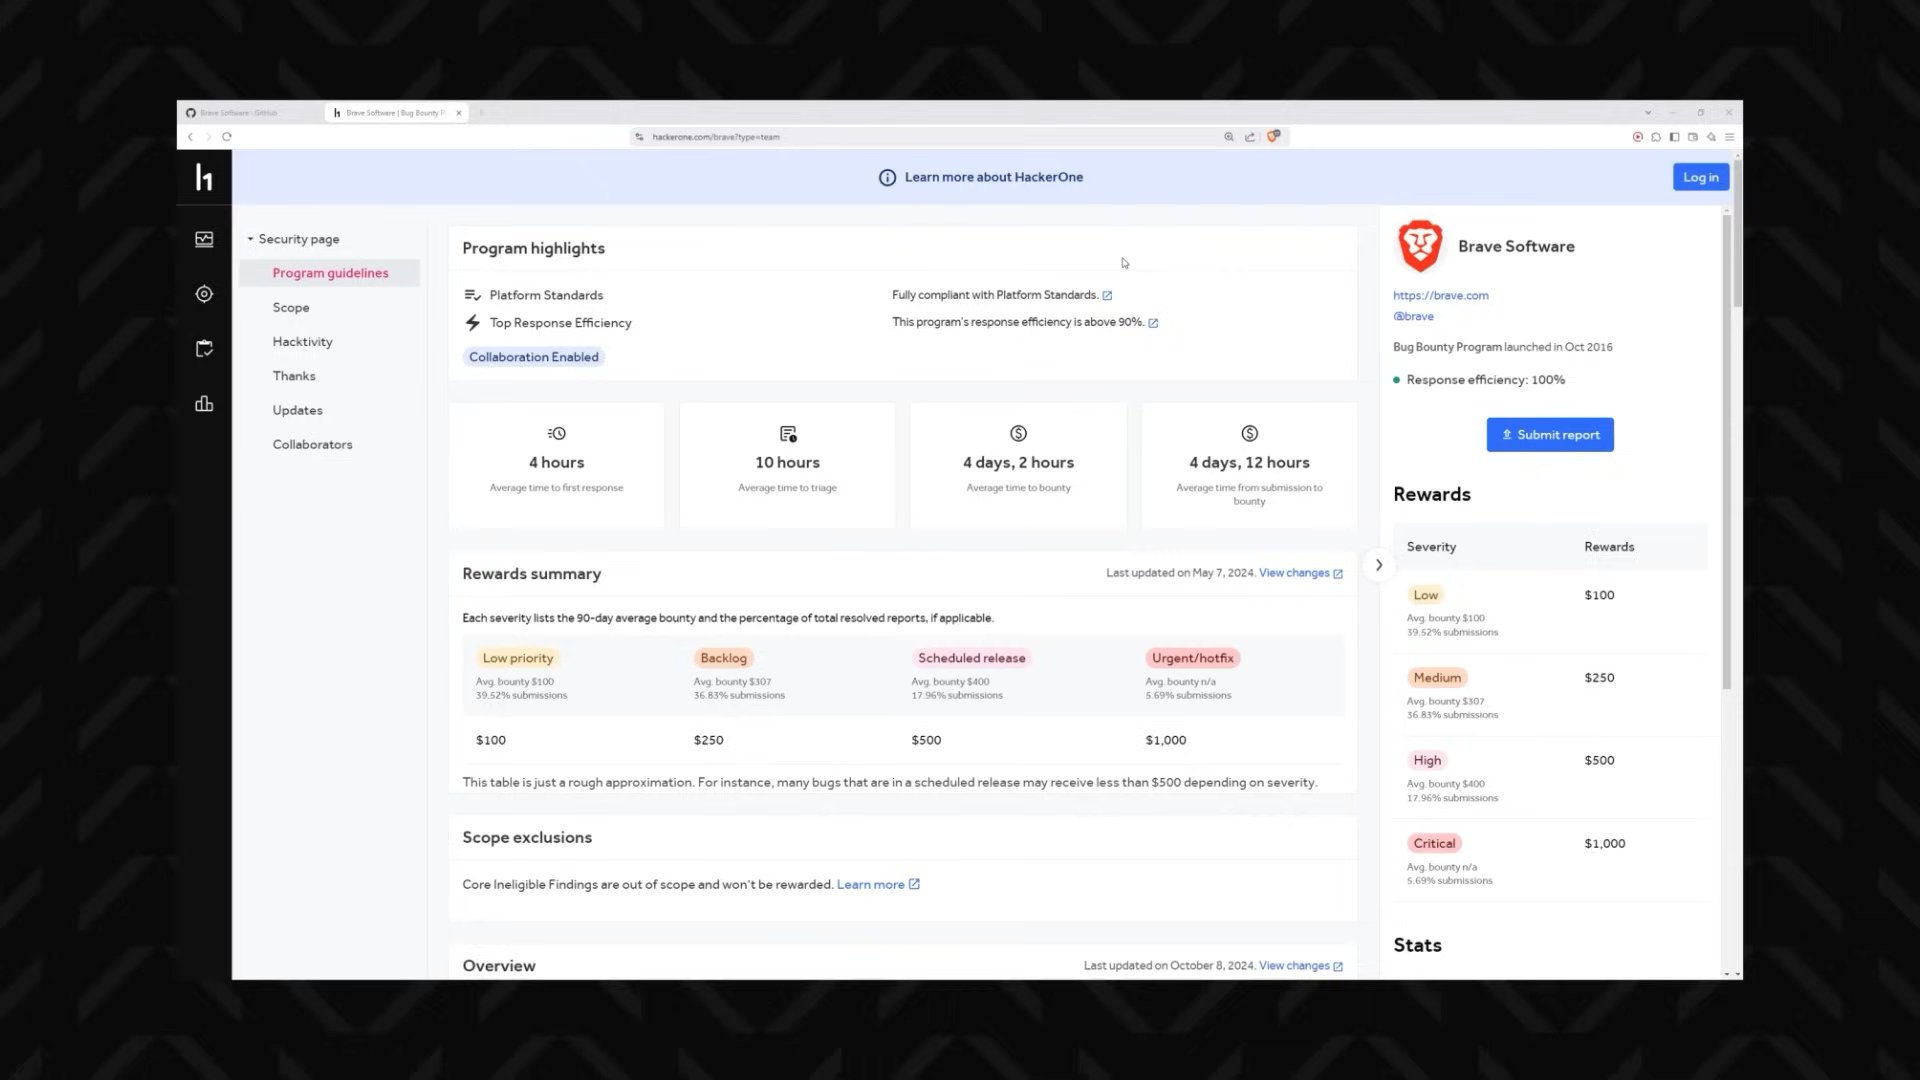 Brave Software · GitHub
Brave Software | Bug Bounty P
hackerone.com/brave?type=team
Learn more about HackerOne
Log in
Security page
Program guidelines
Scope
Hacktivity
Thanks
Updates
Collaborators
Program highlights
Platform Standards
Fully compliant with Platform Standards.
Top Response Efficiency
This program's response efficiency is above 90%.
Collaboration Enabled
4 hours
Average time to first response
10 hours
Average time to triage
4 days, 2 hours
Average time to bounty
4 days, 12 hours
Average time from submission to
bounty
Rewards summary
Last updated on May 7, 2024. View changes
Each severity lists the 90-day average bounty and the percentage of total resolved reports, if applicable.
Low priority
Avg. bounty $100
39.52% submissions
Backlog
Avg. bounty $307
36.83% submissions
Scheduled release
Avg. bounty $400
17.96% submissions
Urgent/hotfix
Avg. bounty n/a
5.69% submissions
$100 $250 $500 $1,000
This table is just a rough approximation. For instance, many bugs that are in a scheduled release may receive less than $500 depending on severity.
Scope exclusions
Core Ineligible Findings are out of scope and won't be rewarded. Learn more
Overview
Last updated on October 8, 2024. View changes
Brave Software
https://brave.com
@brave
Bug Bounty Program launched in Oct 2016
Response efficiency: 100%
Submit report
Rewards
Severity Rewards
Low $100
Avg. bounty $100
39.52% submissions
Medium $250
Avg. bounty $307
36.83% submissions
High $500
Avg. bounty $400
17.96% submissions
Critical $1,000
Avg. bounty n/a
5.69% submissions
Stats